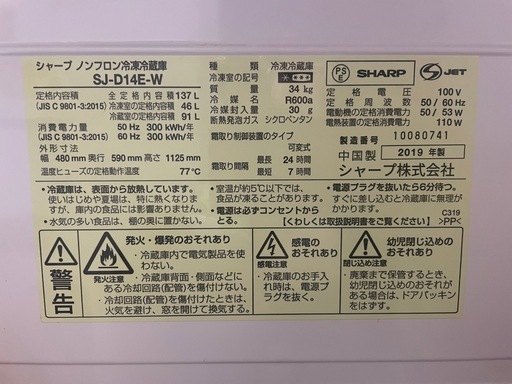 シャープ ノンフロン冷凍冷蔵庫
SJ-D14E-W
定格内容積 全定格内容積 137 L
(JIS C 9801-3:2015) 冷凍室の定格内容積 46 L
冷蔵室の定格内容積 91 L
消費電力量 50 Hz 300 kWh/年
(JIS C 9801-3:2015) 60 Hz 300 kWh/年
外形寸法
幅 480 mm 奥行 590 mm 高さ 1125 mm
温度ヒューズの定格動作温度 77℃
種類 冷凍冷蔵庫
冷凍室の記号
質量 34 kg
冷媒名 R600a
冷媒封入量 30 g
断熱発泡ガス シクロペンタン
霜取り制御装置のタイプ
可変式
霜取り間隔 最長 24 時間
最短 7 時間
PS
E
SHARP
S JET
定格電圧 100 V
定格周波数 50 / 60 Hz
電動機の定格消費電力 50 / 53 W
電熱装置の定格消費電力 110 W
製造番号 10080741
中国製 2019 年製
シャープ株式会社
・冷蔵庫は、表面から放熱しています。
使いはじめや夏場は、特に熱くなりますが、庫内の食品には影響ありません。
・水気の多い食品は、棚の奥に置かない。
・室温が約5℃以下になると、食品が凍ることがあります。
・電源は必ずコンセントからとる。
・電源プラグを抜いたら6分待つ。
すぐに差し込むと冷蔵庫が故障する原因になります。
(くわしくは取扱説明書をご覧ください)
C319
>PP<
警告
発火注意
発火・爆発のおそれあり
・冷蔵庫内で電気製品を使わない。
・冷蔵庫背面・側面などにある冷却回路(配管)を傷付けない。
・冷却回路(配管)を傷付けたときは、火気を避け、窓を開けて換気する。
感電注意
感電のおそれあり
・冷蔵庫のお手入れ時は、電源プラグを抜く。
閉じ込め注意
幼児閉じ込めのおそれあり
・廃棄まで保管するとき、幼児閉じ込めのおそれがある場合は、ドアパッキンをはずす。